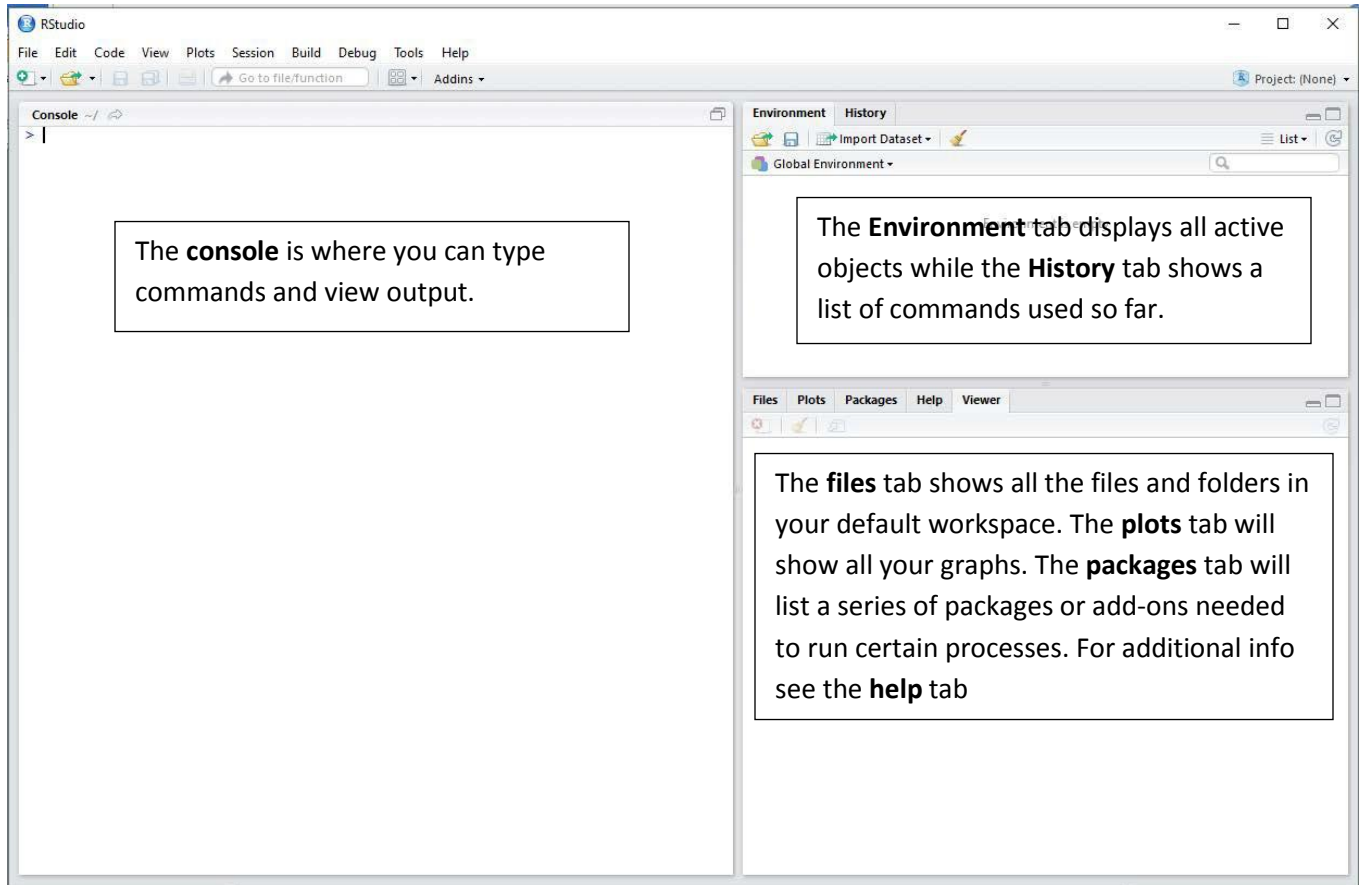 RStudio
File Edit Code View Plots Session Build Debug Tools Help
Go to file/function Addins
Project: (None)
Console ~/
>
The console is where you can type
commands and view output.
Environment History
Import Dataset
List
Global Environment
The Environment tab displays all active
objects while the History tab shows a
list of commands used so far.
Files Plots Packages Help Viewer
The files tab shows all the files and folders in
your default workspace. The plots tab will
show all your graphs. The packages tab will
list a series of packages or add-ons needed
to run certain processes. For additional info
see the help tab